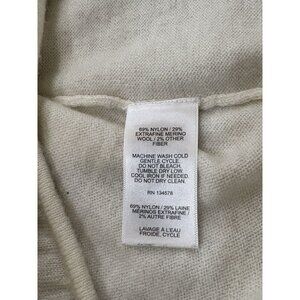 69% NYLON / 29%
EXTRAFINE MERINO
WOOL / 2% OTHER
FIBER
MACHINE WASH COLD
GENTLE CYCLE.
DO NOT BLEACH.
TUMBLE DRY LOW.
COOL IRON IF NEEDED.
DO NOT DRY CLEAN.
RN 134578
69% NYLON / 29% LAINE
MÉRINOS EXTRAFINE /
2% AUTRE FIBRE
LAVAGE À L'EAU
FROIDE, CYCLE